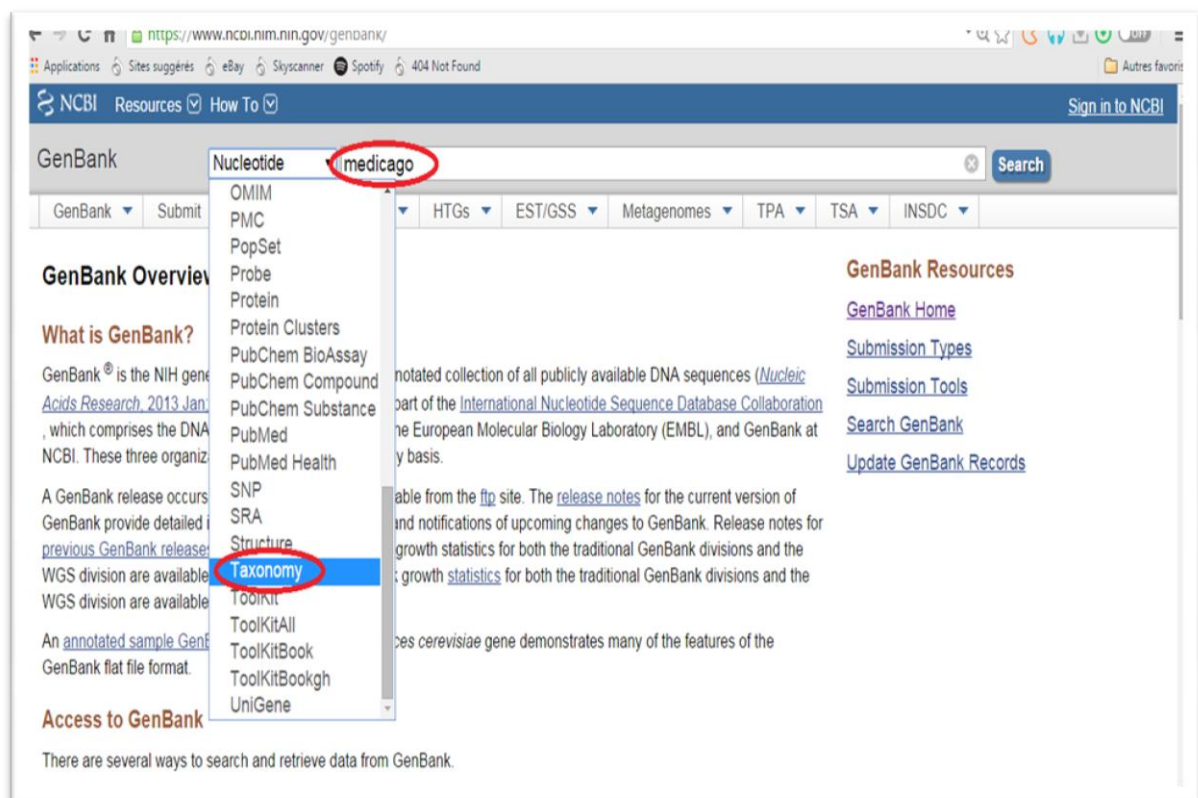 https://www.ncbi.nlm.nih.gov/genbank/
Applications Sites suggérés eBay Skyscanner Spotify 404 Not Found Autres favoris
NCBI Resources How To Sign in to NCBI
GenBank Nucleotide medicago Search
GenBank Submit HTGs EST/GSS Metagenomes TPA TSA INSDC
OMIM
PMC
PopSet
Probe
Protein
Protein Clusters
PubChem BioAssay
PubChem Compound
PubChem Substance
PubMed
PubMed Health
SNP
SRA
Structure
Taxonomy
ToolKit
ToolKitAll
ToolKitBook
ToolKitBookgh
UniGene
GenBank Overview
What is GenBank?
GenBank ® is the NIH gene notated collection of all publicly available DNA sequences (Nucleic
Acids Research, 2013 Jan; part of the International Nucleotide Sequence Database Collaboration
, which comprises the DNA he European Molecular Biology Laboratory (EMBL), and GenBank at
NCBI. These three organiz y basis.
A GenBank release occurs able from the ftp site. The release notes for the current version of
GenBank provide detailed i and notifications of upcoming changes to GenBank. Release notes for
previous GenBank releases growth statistics for both the traditional GenBank divisions and the
WGS division are available k growth statistics for both the traditional GenBank divisions and the
WGS division are available
An annotated sample GenB ces cerevisiae gene demonstrates many of the features of the
GenBank flat file format.
Access to GenBank
There are several ways to search and retrieve data from GenBank.
GenBank Resources
GenBank Home
Submission Types
Submission Tools
Search GenBank
Update GenBank Records